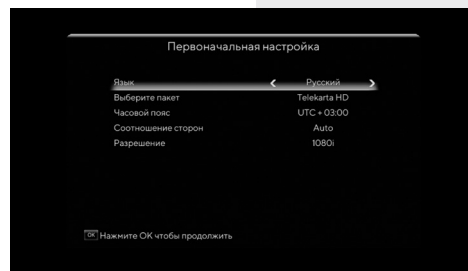 Первоначальная настройка
Язык Русский
Выберите пакет Telekarta HD
Часовой пояс UTC + 03:00
Соотношение сторон Auto
Разрешение 1080i
OK Нажмите ОК чтобы продолжить